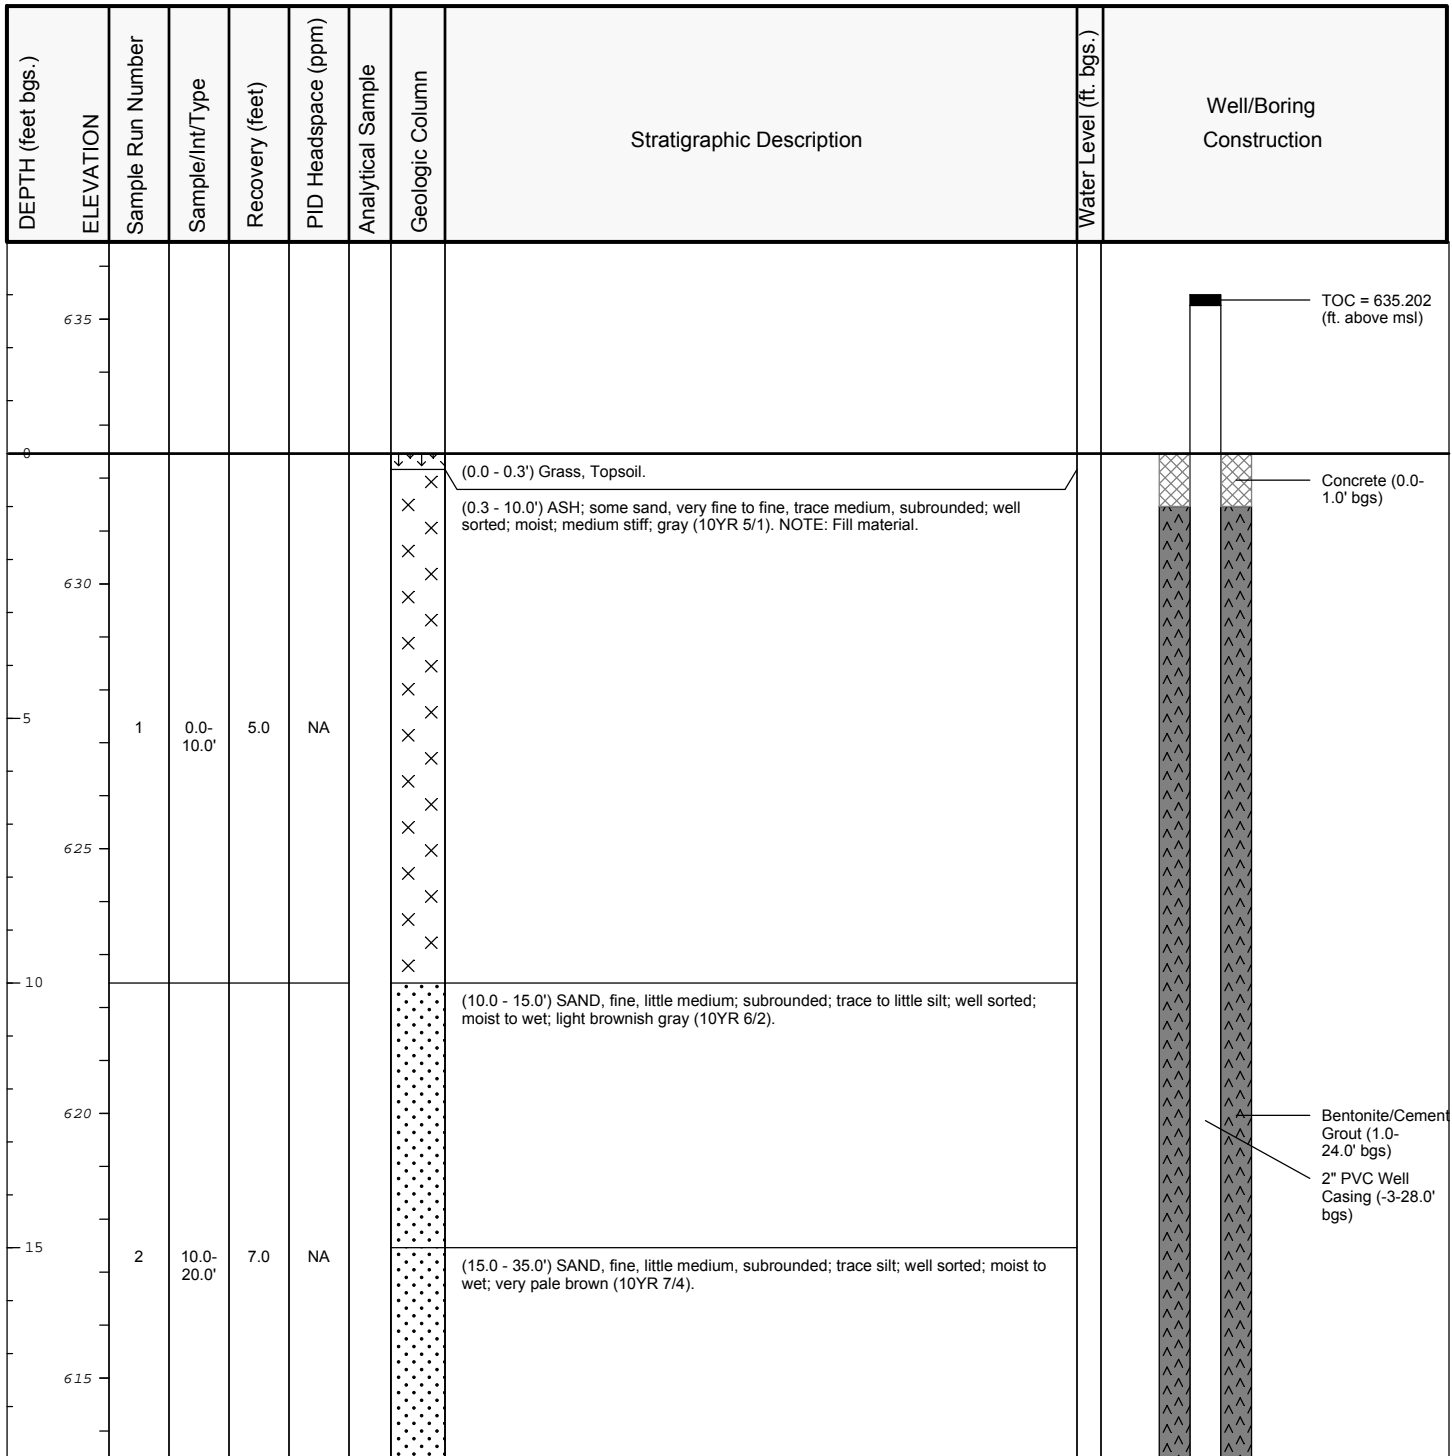 DEPTH (feet bgs.)
ELEVATION
Sample Run Number
Sample/Int/Type
Recovery (feet)
PID Headspace (ppm)
Analytical Sample
Geologic Column
Stratigraphic Description
Water Level (ft. bgs.)
Well/Boring
Construction
TOC = 635.202
(ft. above msl)
635
0
(0.0 - 0.3') Grass, Topsoil.
Concrete (0.0-
1.0' bgs)
(0.3 - 10.0') ASH; some sand, very fine to fine, trace medium, subrounded; well
sorted; moist; medium stiff; gray (10YR 5/1). NOTE: Fill material.
630
5
1
0.0-
10.0'
5.0
NA
625
10
(10.0 - 15.0') SAND, fine, little medium; subrounded; trace to little silt; well sorted;
moist to wet; light brownish gray (10YR 6/2).
620
Bentonite/Cement
Grout (1.0-
24.0' bgs)
2" PVC Well
Casing (-3-28.0'
bgs)
15
2
10.0-
20.0'
7.0
NA
(15.0 - 35.0') SAND, fine, little medium, subrounded; trace silt; well sorted; moist to
wet; very pale brown (10YR 7/4).
615